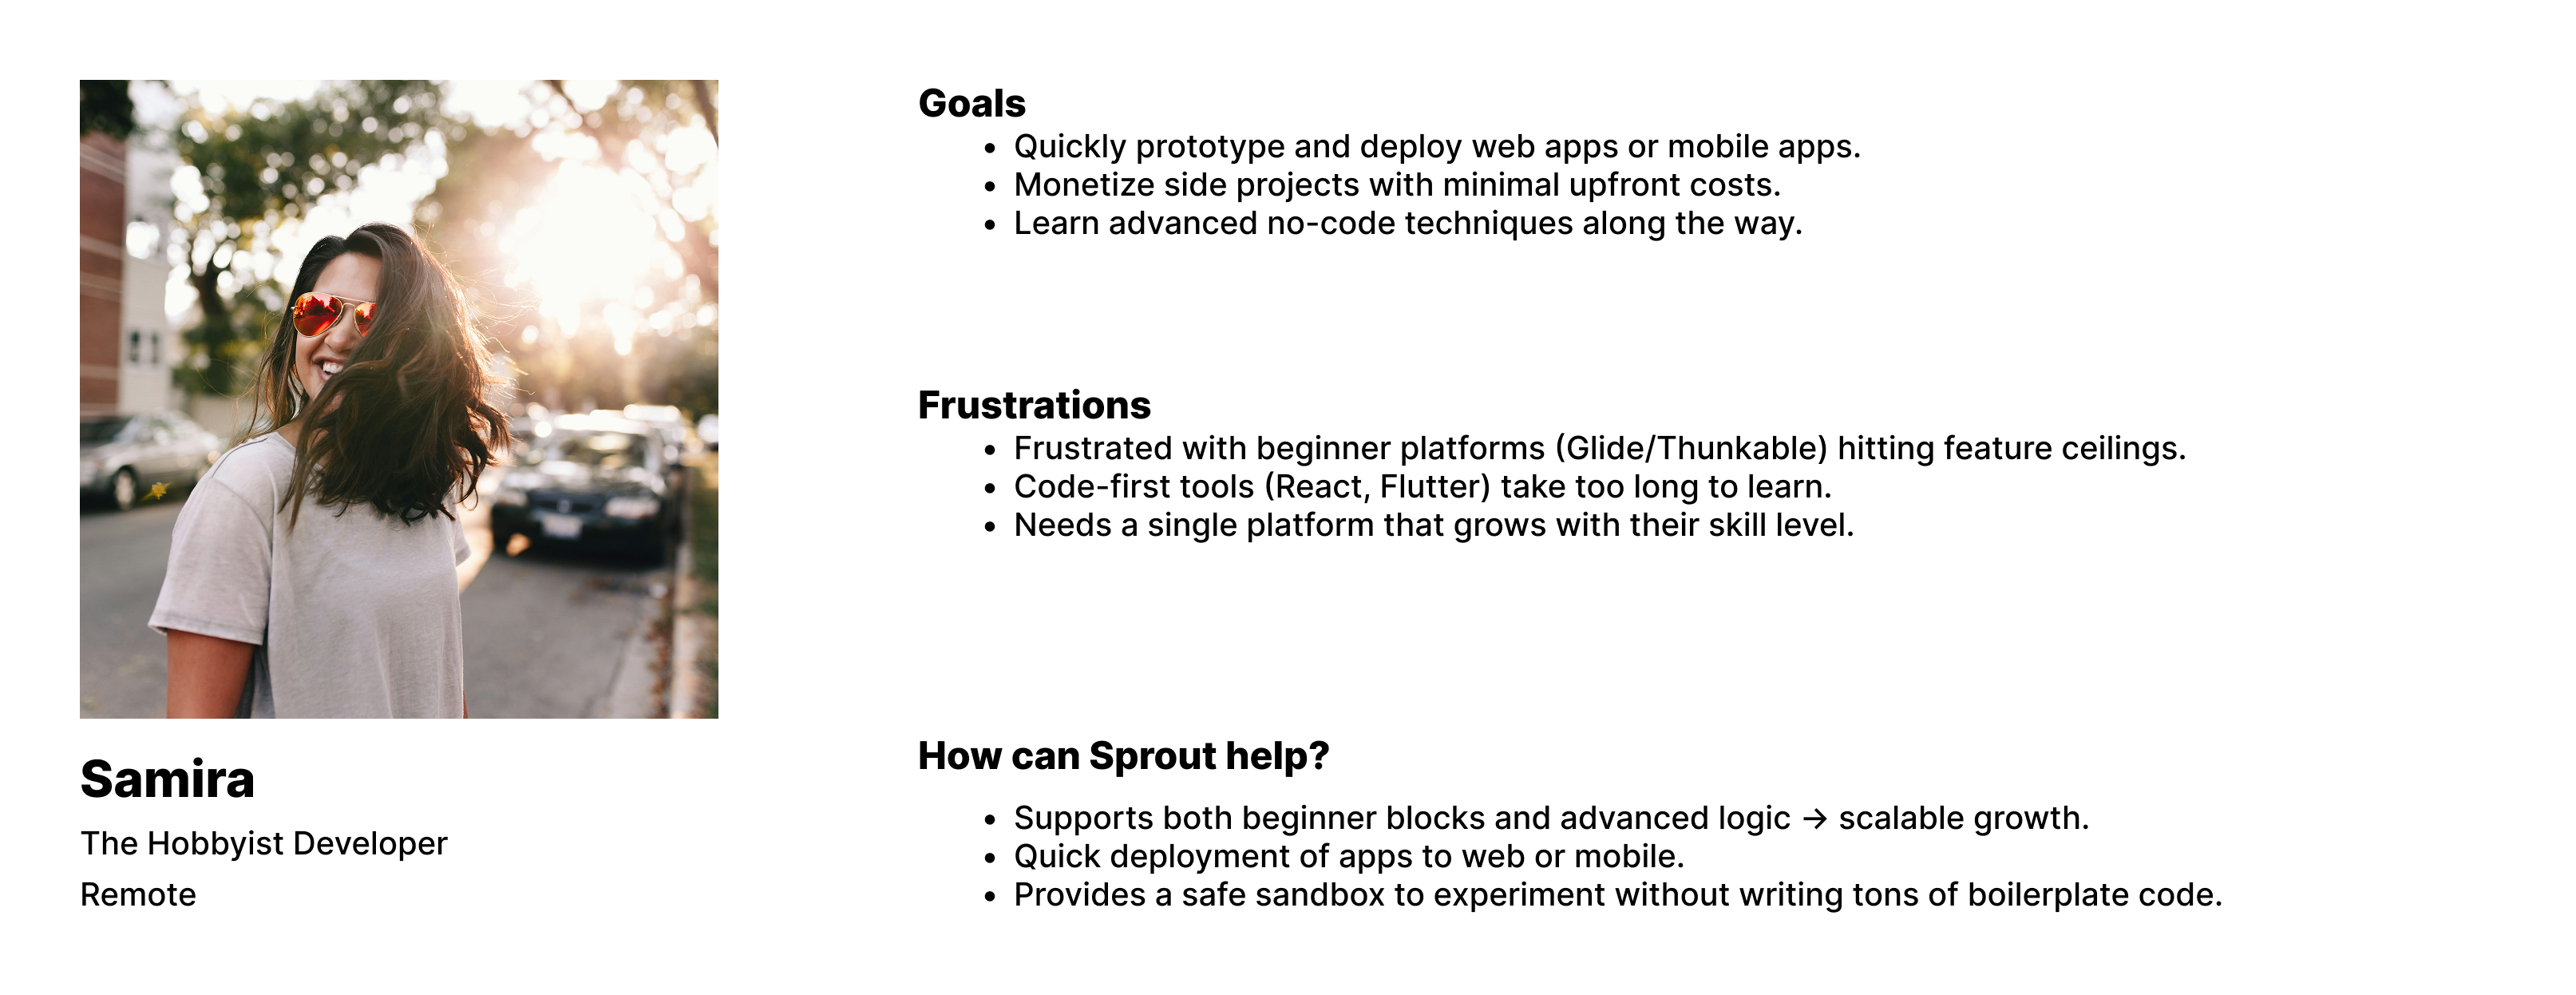 Samira
The Hobbyist Developer
Remote
Goals
• Quickly prototype and deploy web apps or mobile apps.
• Monetize side projects with minimal upfront costs.
• Learn advanced no-code techniques along the way.
Frustrations
• Frustrated with beginner platforms (Glide/Thunkable) hitting feature ceilings.
• Code-first tools (React, Flutter) take too long to learn.
• Needs a single platform that grows with their skill level.
How can Sprout help?
• Supports both beginner blocks and advanced logic → scalable growth.
• Quick deployment of apps to web or mobile.
• Provides a safe sandbox to experiment without writing tons of boilerplate code.